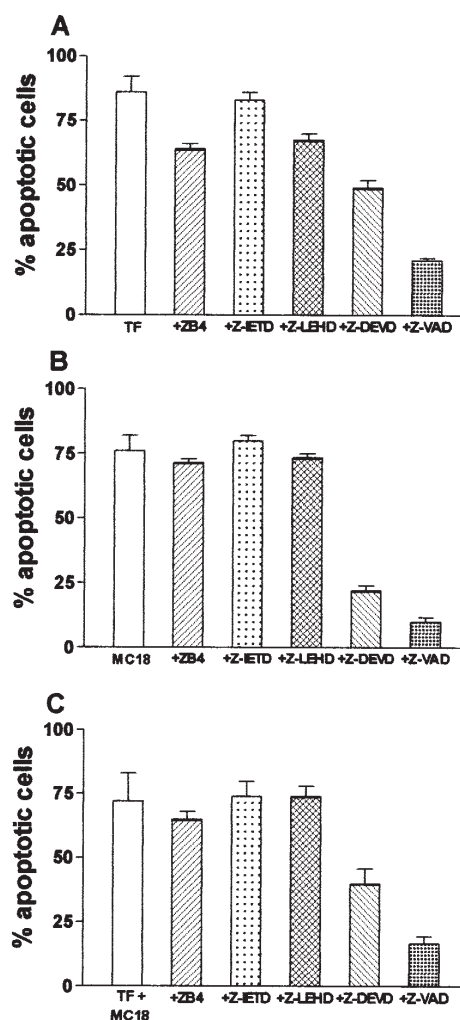 A
% apoptotic cells
100
75
50
25
0
TF +ZB4 +Z-IETD +Z-LEHD +Z-DEVD +Z-VAD
B
% apoptotic cells
100
75
50
25
0
MC18 +ZB4 +Z-IETD +Z-LEHD +Z-DEVD +Z-VAD
C
% apoptotic cells
100
75
50
25
0
TF + +ZB4 +Z-IETD +Z-LEHD +Z-DEVD +Z-VAD
MC18